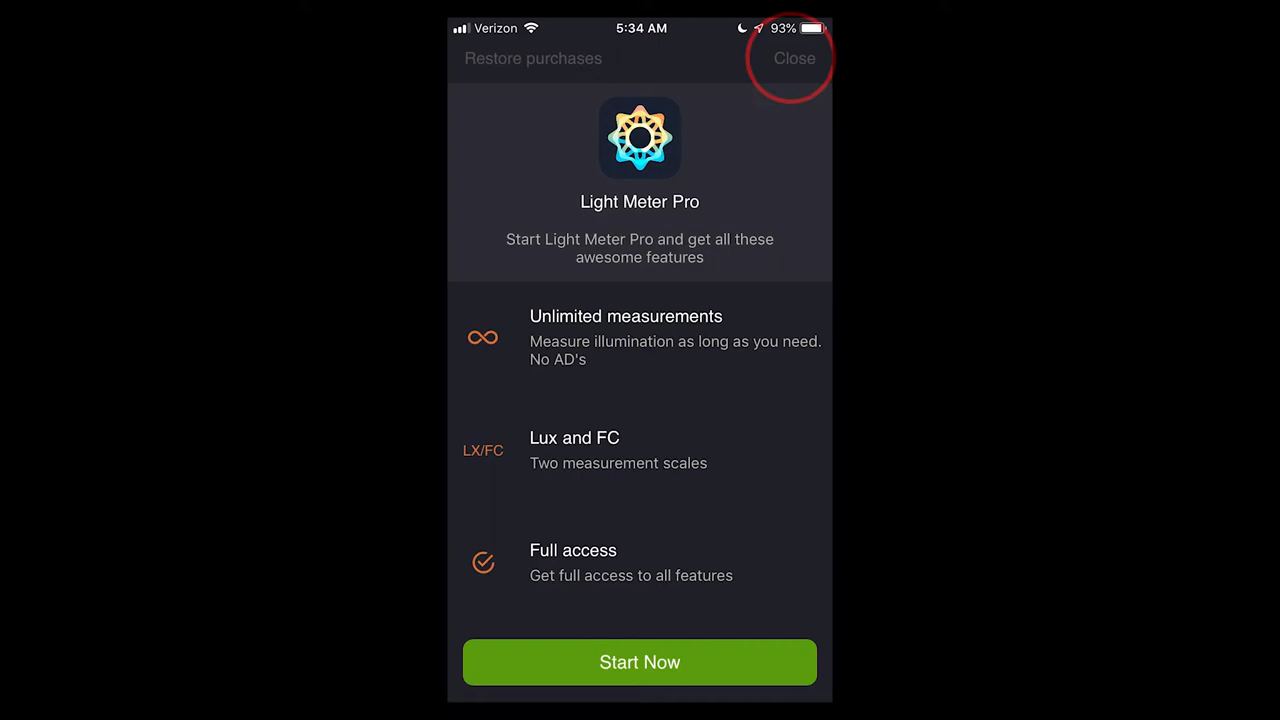 Verizon 5:34 AM 93%
Restore purchases Close
Light Meter Pro
Start Light Meter Pro and get all these
awesome features
Unlimited measurements
Measure illumination as long as you need.
No AD's
LX/FC
Lux and FC
Two measurement scales
Full access
Get full access to all features
Start Now